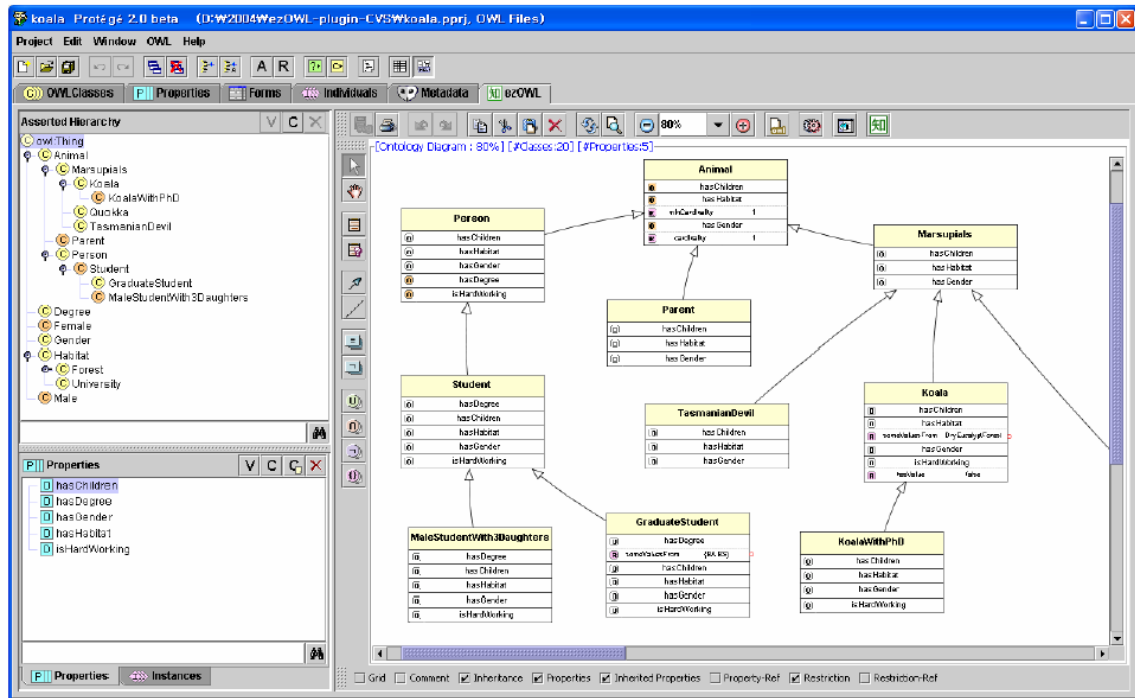 koala Protégé 2.0 beta (D:\2004\ezOWL-plugin-CVS\koala.pprj, OWL Files)
Project Edit Window OWL Help
OWLClasses Properties Forms Individuals Metadata ezOWL
Asserted Hierarchy
owl:Thing
Animal
Marsupials
Koala
KoalaWithPhD
Quokka
TasmanianDevil
Parent
Person
Student
GraduateStudent
MaleStudentWith3Daughters
Degree
Female
Gender
Habitat
Forest
University
Male
Properties
hasChildren
hasDegree
hasGender
hasHabitat
isHardWorking
Properties Instances
80%
[Ontology Diagram : 80%] [#Classes:20] [#Properties:5]
Animal
hasChildren
hasHabitat
minCardinality 1
hasGender
cardinality 1
Person
hasChildren
hasHabitat
hasGender
hasDegree
isHardWorking
Marsupials
hasChildren
hasHabitat
hasGender
Parent
hasChildren
hasHabitat
hasGender
Student
hasDegree
hasChildren
hasHabitat
hasGender
isHardWorking
TasmanianDevil
hasChildren
hasHabitat
hasGender
Koala
hasChildren
hasHabitat
someValuesFrom DryEucalyptForest
hasGender
isHardWorking
hasValue false
MaleStudentWith3Daughters
hasDegree
hasChildren
hasHabitat
hasGender
isHardWorking
GraduateStudent
hasDegree
someValuesFrom {BA BS}
hasChildren
hasHabitat
hasGender
isHardWorking
KoalaWithPhD
hasChildren
hasHabitat
hasGender
isHardWorking
Grid Comment Inheritance Properties Inherited Properties Property-Ref Restriction Restriction-Ref